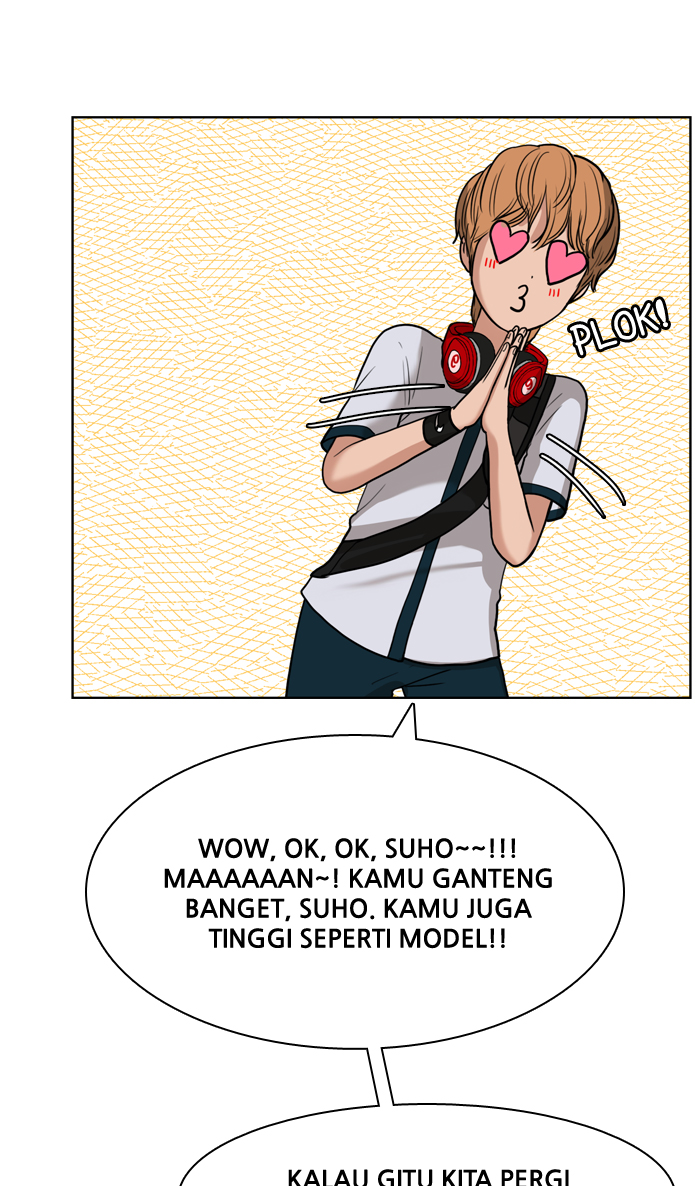 PLOK!
WOW, OK, OK, SUHO~~!!!
MAAAAAAN~! KAMU GANTENG
BANGET, SUHO. KAMU JUGA
TINGGI SEPERTI MODEL!!
KALAU GITU KITA PERGI